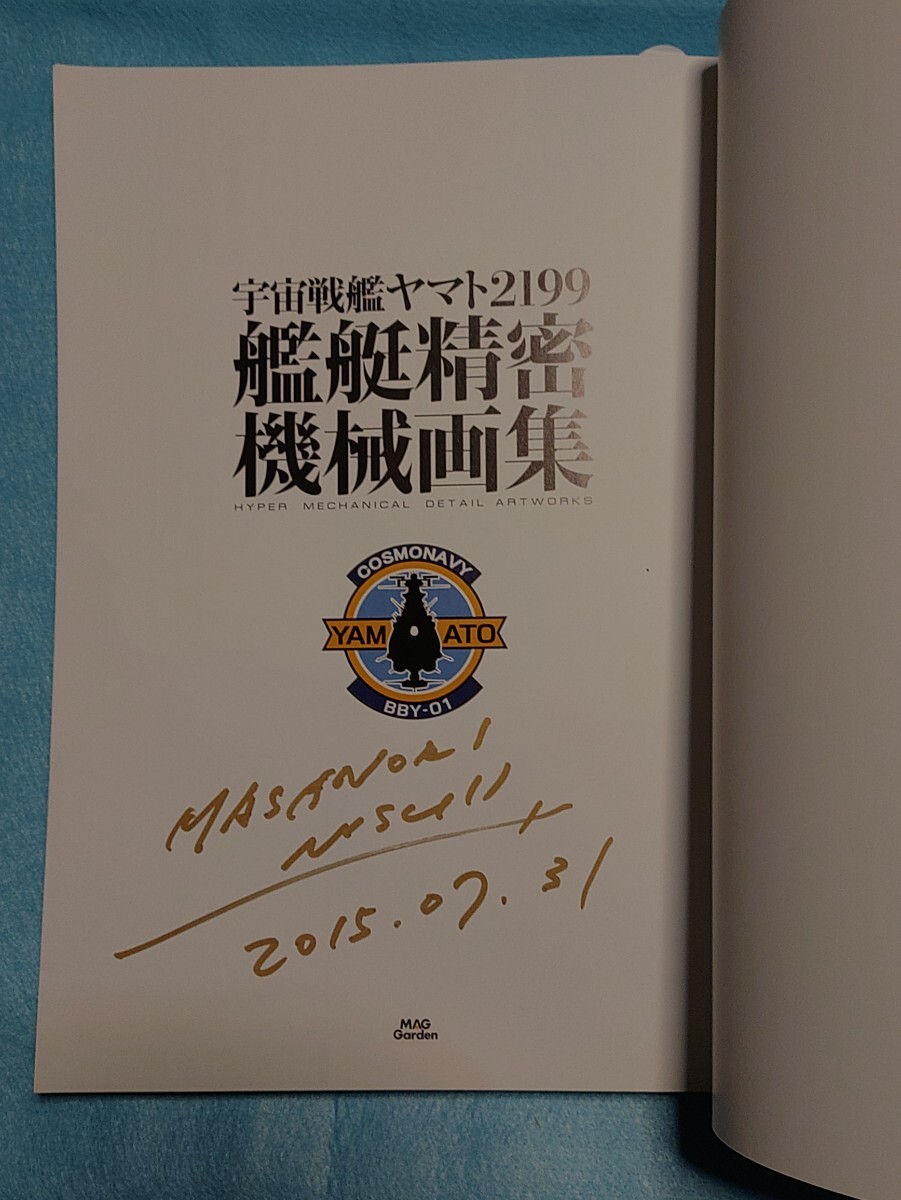 宇宙戦艦ヤマト2199
艦艇精密
機械画集
HYPER MECHANICAL DETAIL ARTWORKS
COSMONAVY
YAMATO
BBY-01
MASANORI
2015.07.31
MAG
Garden